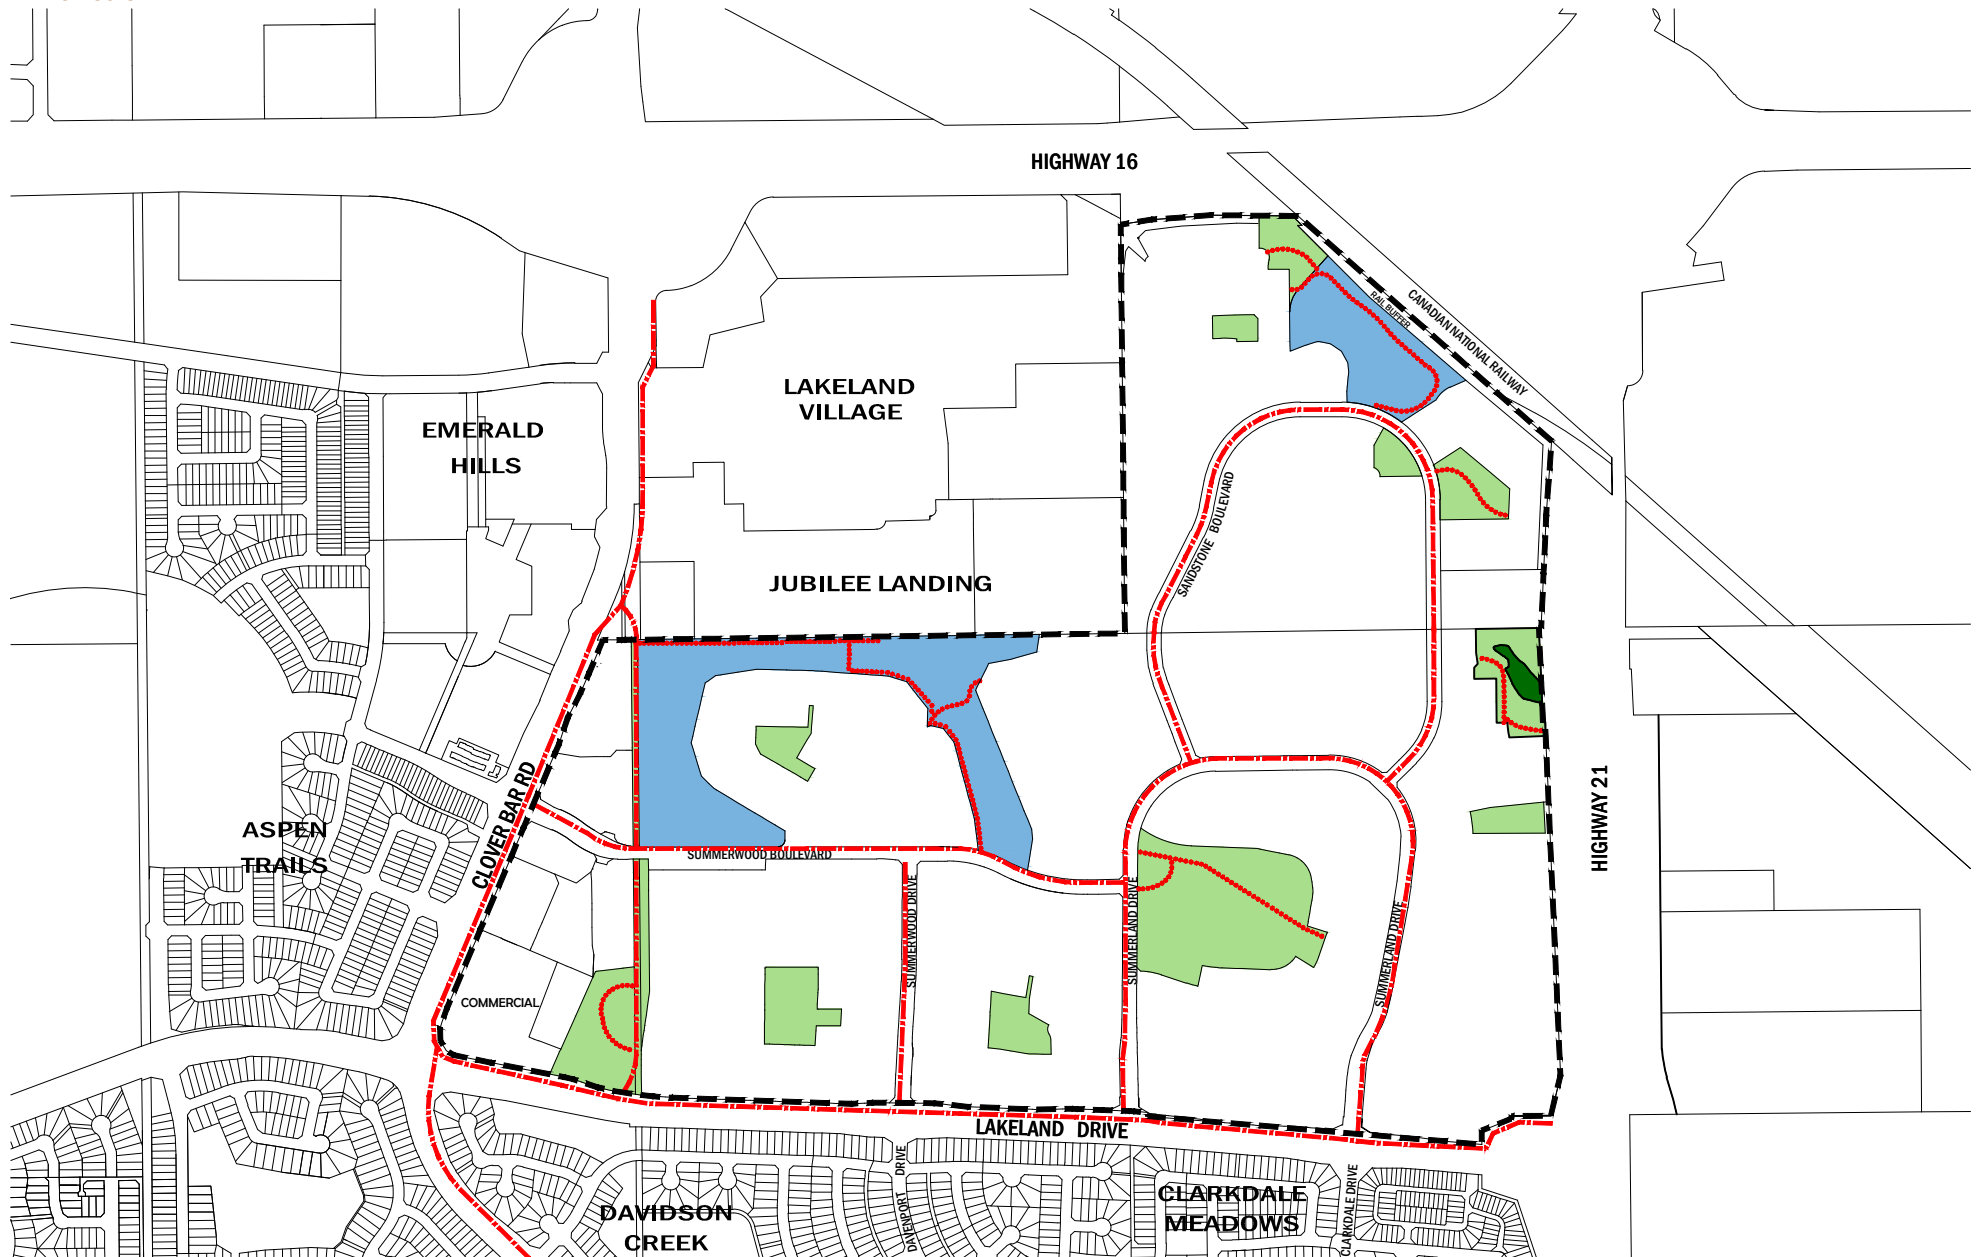 HIGHWAY 16
CANADIAN NATIONAL RAILWAY
RAIL BUFFER
LAKELAND
VILLAGE
EMERALD
HILLS
SANDSTONE BOULEVARD
JUBILEE LANDING
HIGHWAY 21
CLOVER BAR RD
ASPEN
TRAILS
SUMMERWOOD BOULEVARD
SUMMERWOOD DRIVE
SUMMERLAND DRIVE
SUMMERLAND DRIVE
COMMERCIAL
LAKELAND DRIVE
DAVENPORT DRIVE
CLARKDALE DRIVE
CLARKDALE
MEADOWS
DAVIDSON
CREEK